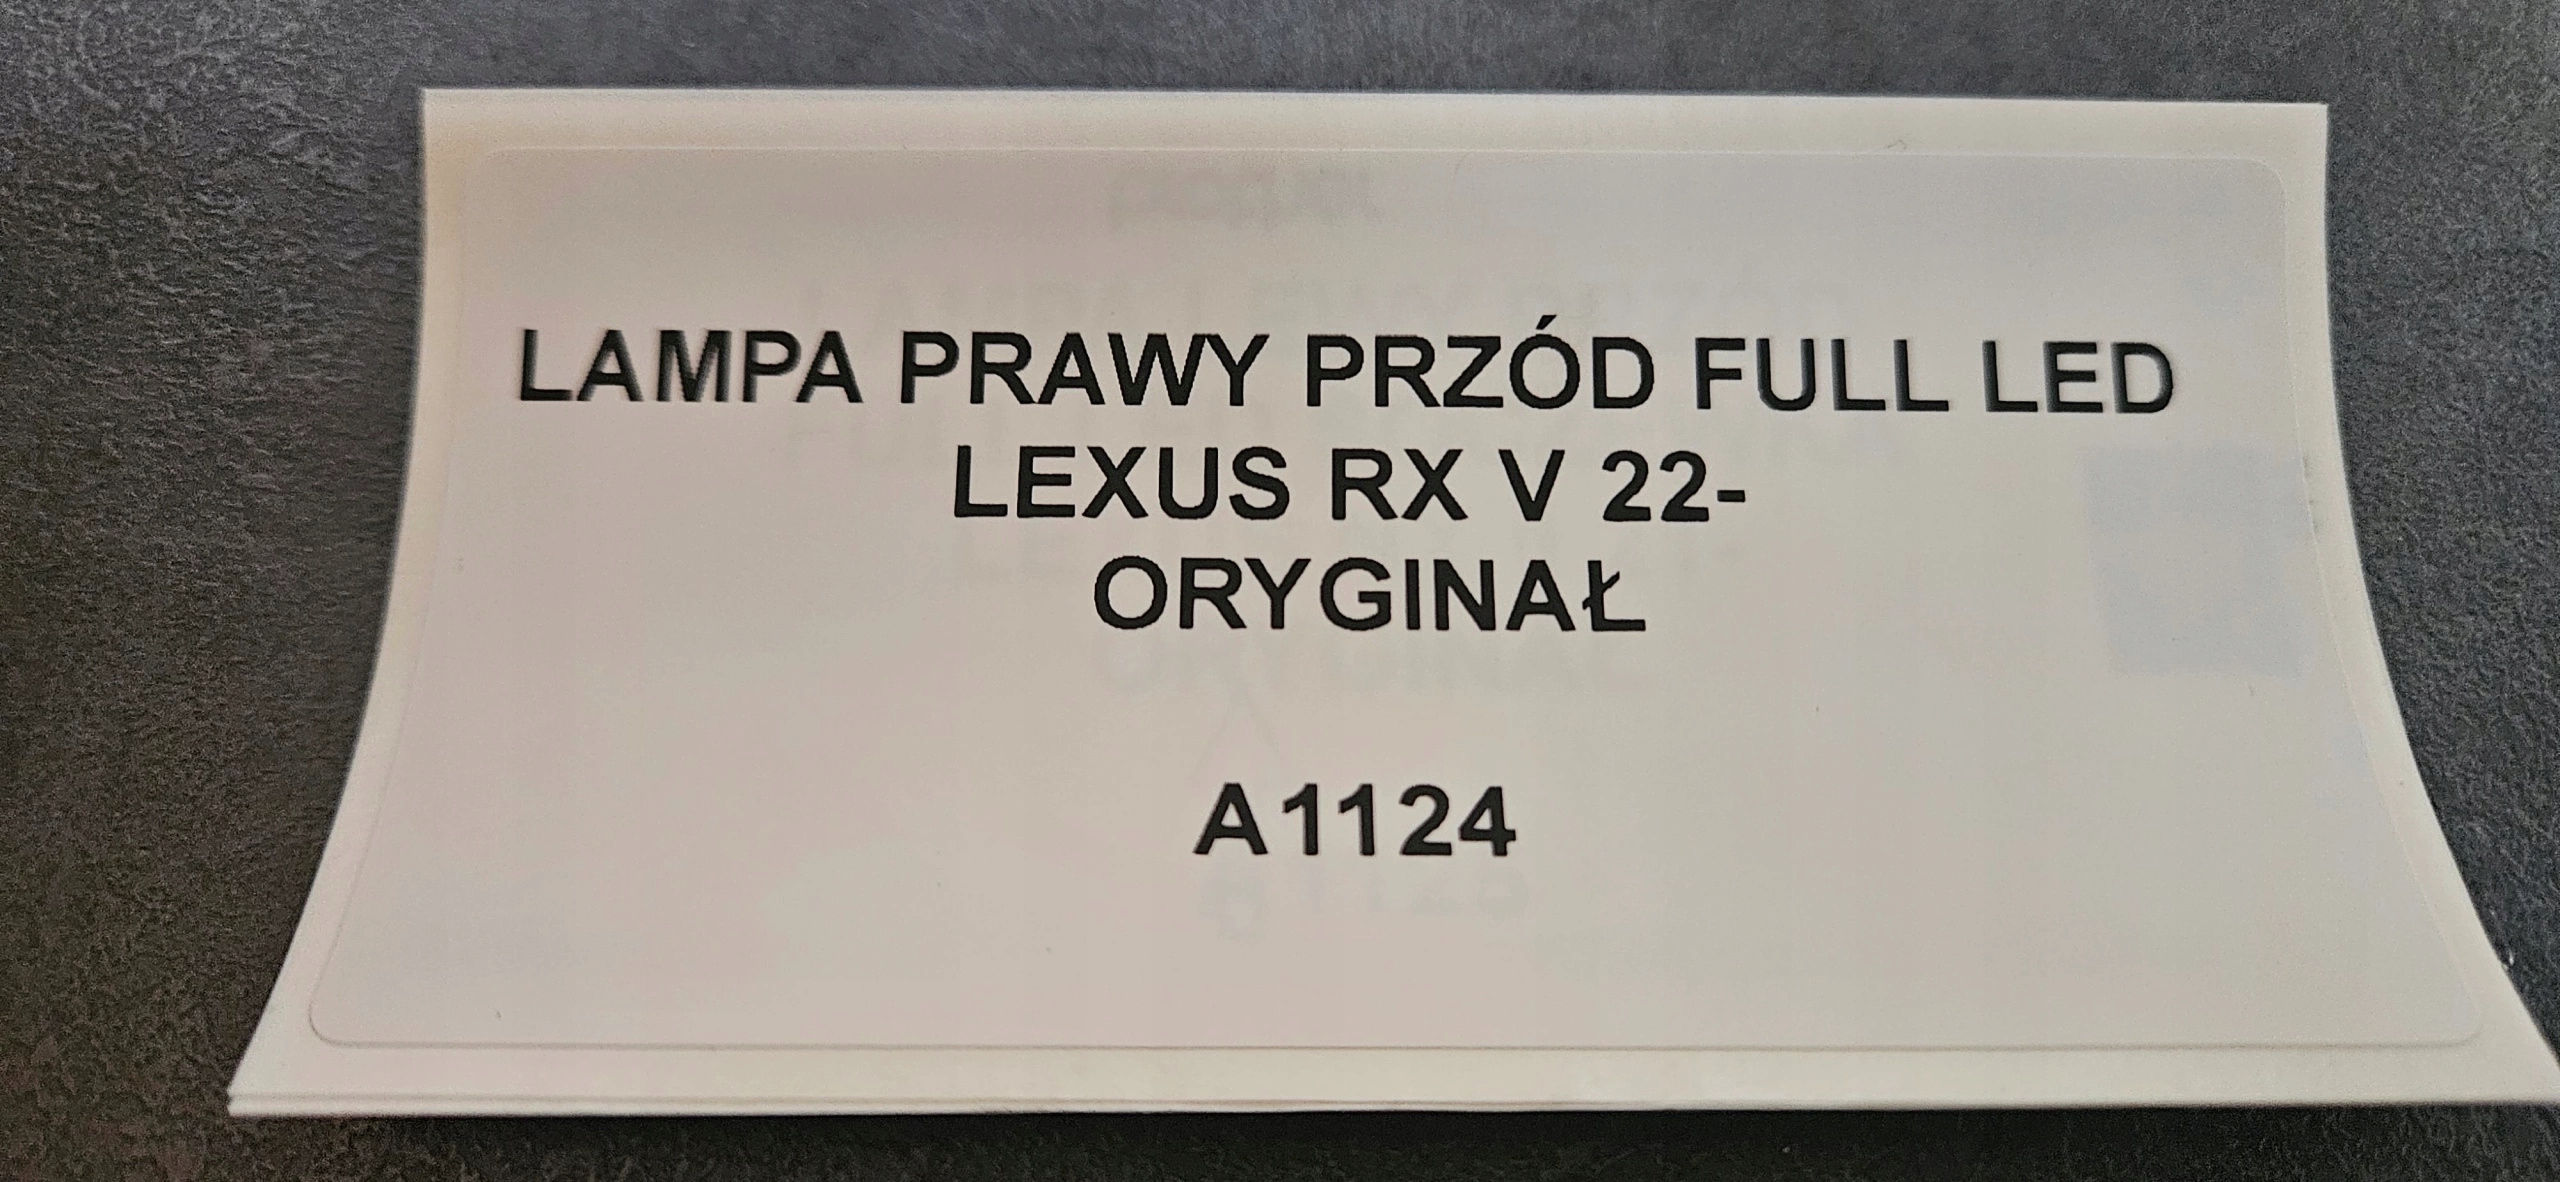 LAMPA PRAWY PRZÓD FULL LED
LEXUS RX V 22-
ORYGINAŁ
A1124